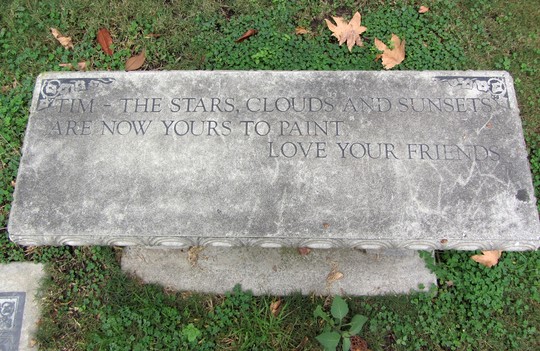 "TIM - THE STARS, CLOUDS AND SUNSETS"
ARE NOW YOURS TO PAINT
LOVE YOUR FRIENDS